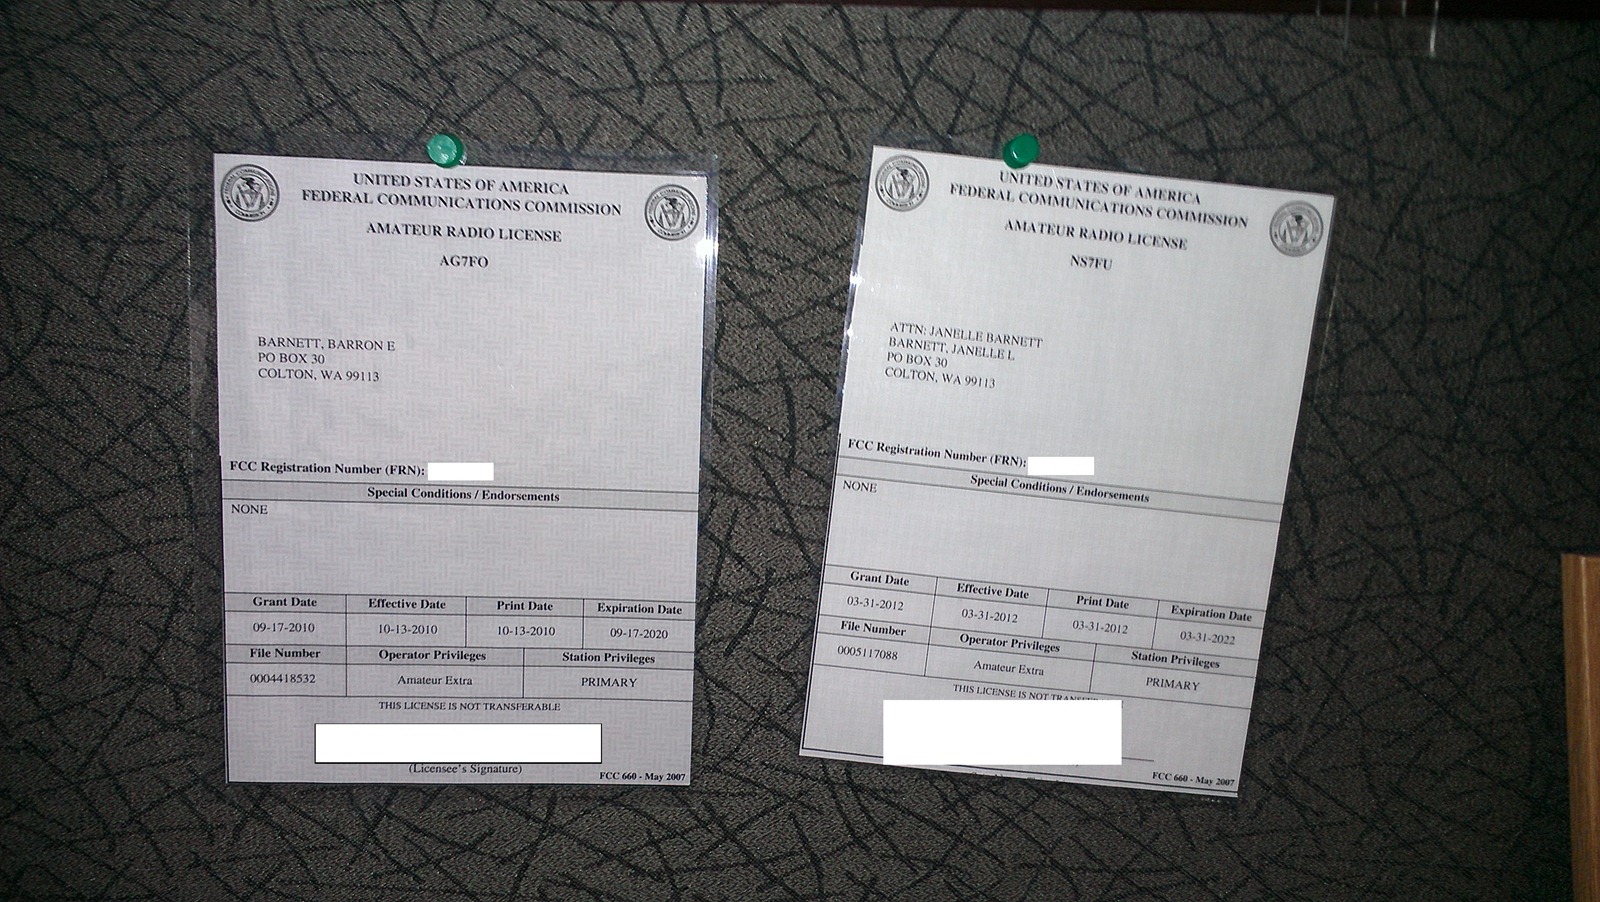 UNITED STATES OF AMERICA
FEDERAL COMMUNICATIONS COMMISSION
AMATEUR RADIO LICENSE
AG7FO
BARNETT, BARRON E
PO BOX 30
COLTON, WA 99113
FCC Registration Number (FRN):
Special Conditions / Endorsements
NONE
Grant Date Effective Date Print Date Expiration Date
09-17-2010 10-13-2010 10-13-2010 09-17-2020
File Number Operator Privileges Station Privileges
0004418532 Amateur Extra PRIMARY
THIS LICENSE IS NOT TRANSFERABLE
(Licensee's Signature)
FCC 660 - May 2007
UNITED STATES OF AMERICA
FEDERAL COMMUNICATIONS COMMISSION
AMATEUR RADIO LICENSE
NS7FU
ATTN: JANELLE BARNETT
BARNETT, JANELLE L
PO BOX 30
COLTON, WA 99113
FCC Registration Number (FRN):
Special Conditions / Endorsements
NONE
Grant Date Effective Date Print Date Expiration Date
03-31-2012 03-31-2012 03-31-2012 03-31-2022
File Number Operator Privileges Station Privileges
0005117088 Amateur Extra PRIMARY
THIS LICENSE IS NOT
FCC 660 - May 2007